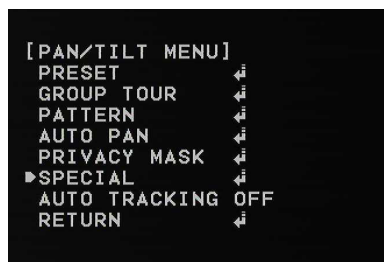 [PAN/TILT MENU]
PRESET ↲
GROUP TOUR ↲
PATTERN ↲
AUTO PAN ↲
PRIVACY MASK ↲
▶SPECIAL ↲
AUTO TRACKING OFF
RETURN ↲